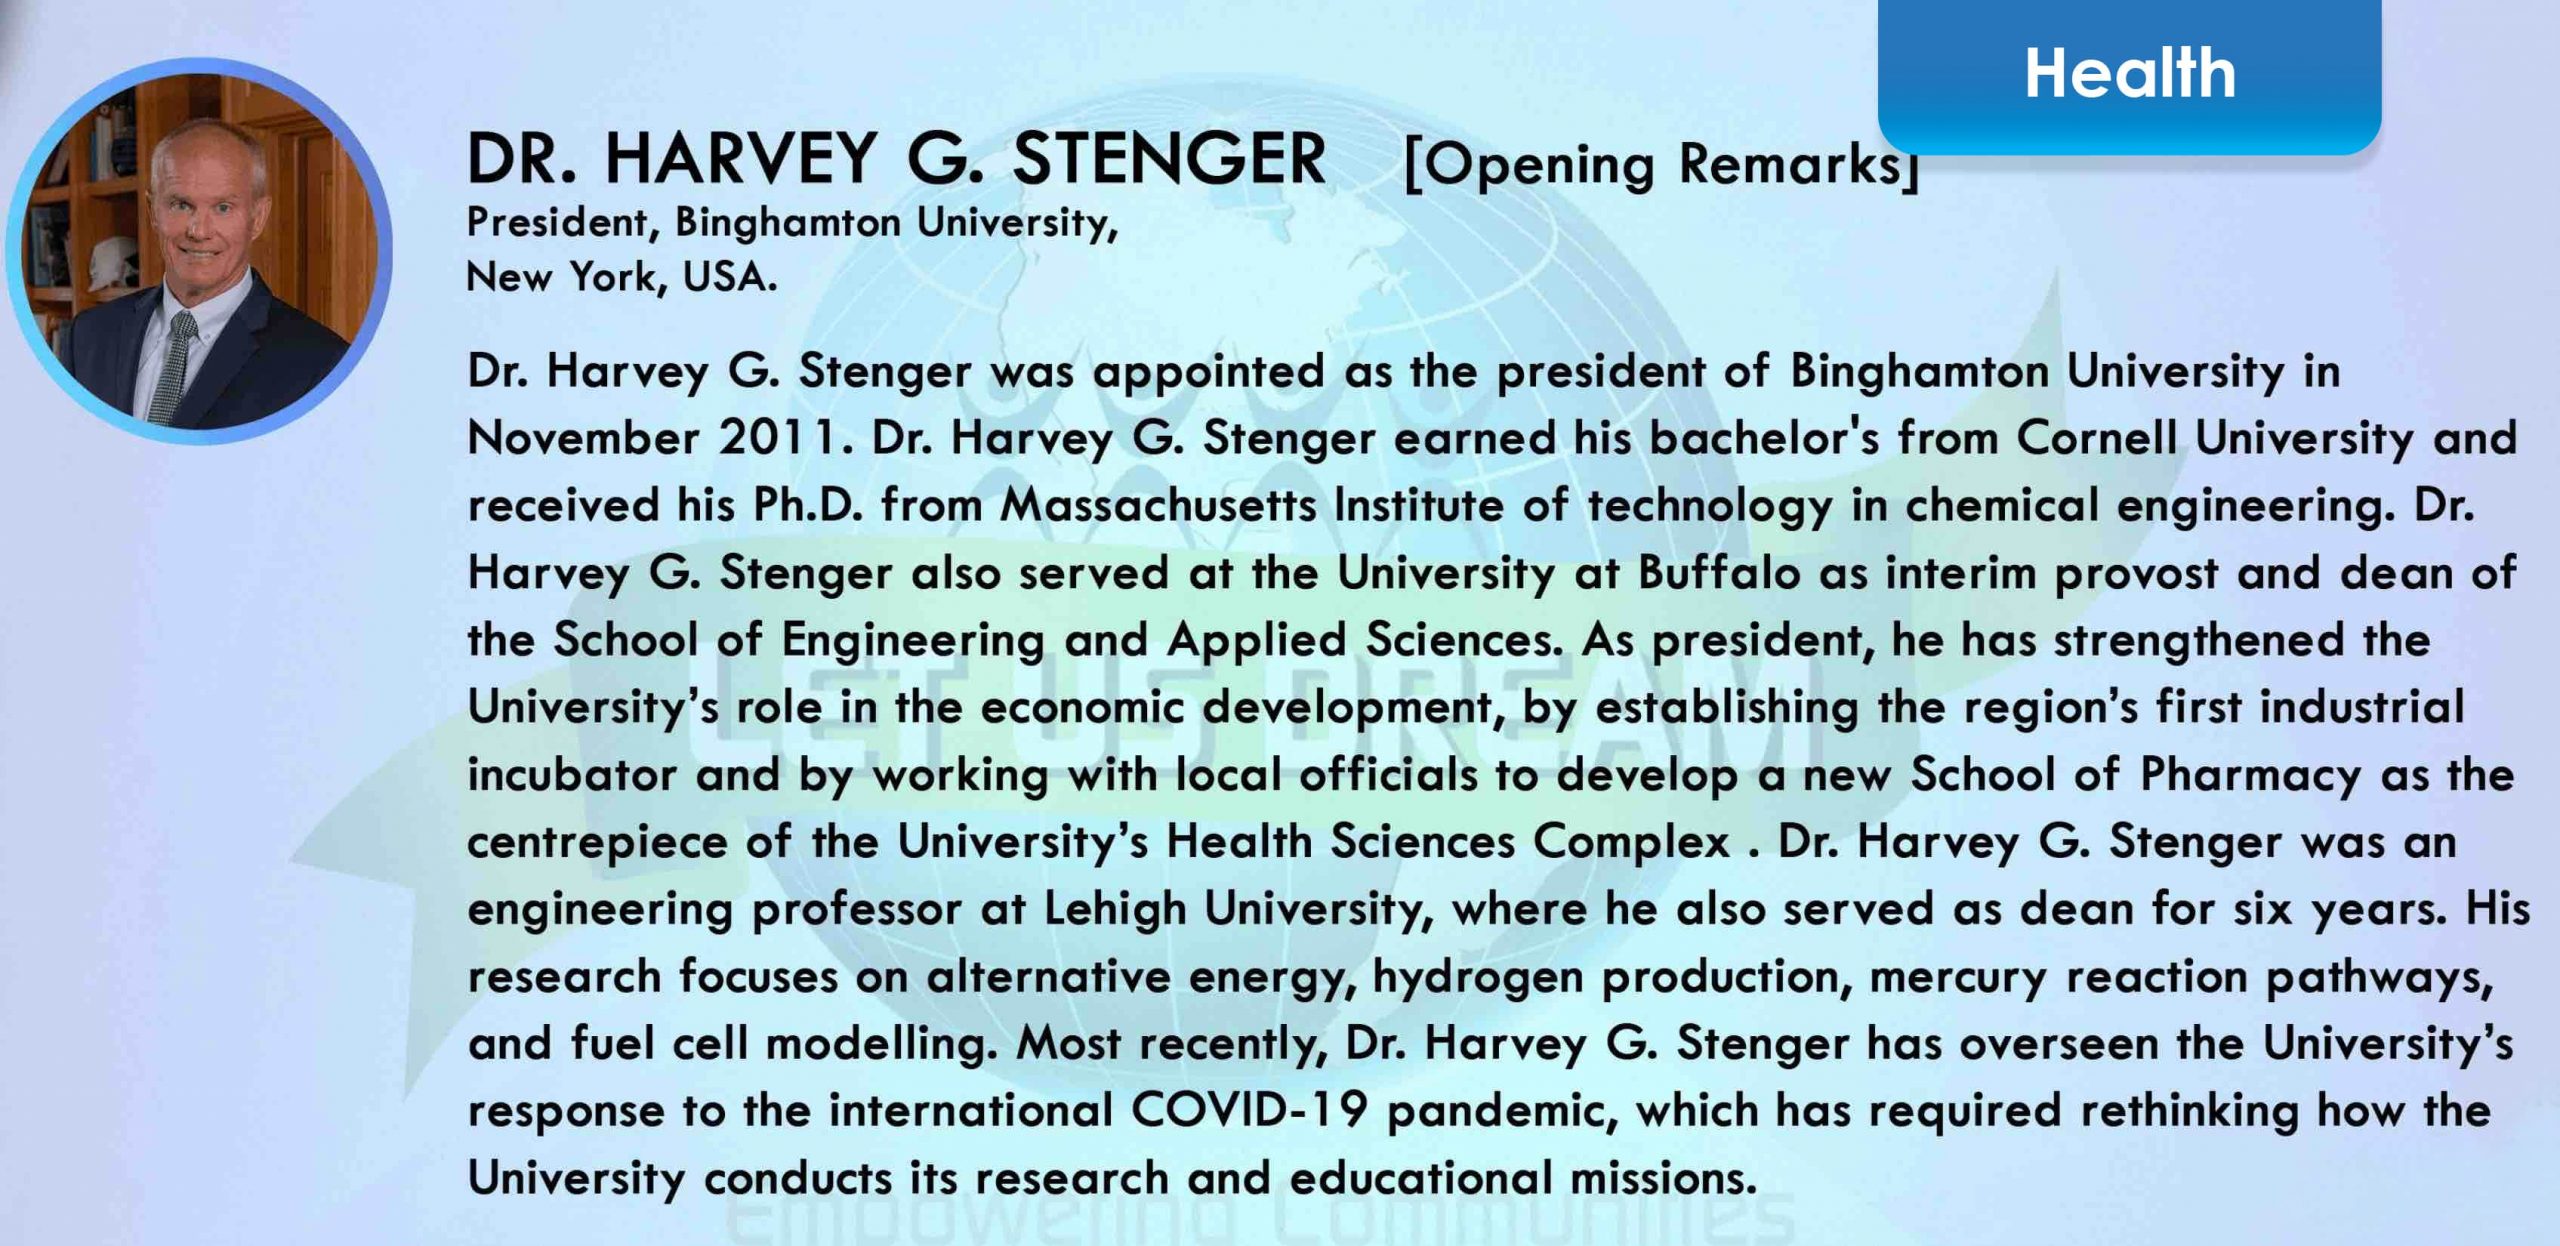 Health
DR. HARVEY G. STENGER [Opening Remarks]
President, Binghamton University,
New York, USA.
Dr. Harvey G. Stenger was appointed as the president of Binghamton University in
November 2011. Dr. Harvey G. Stenger earned his bachelor's from Cornell University and
received his Ph.D. from Massachusetts Institute of technology in chemical engineering. Dr.
Harvey G. Stenger also served at the University at Buffalo as interim provost and dean of
the School of Engineering and Applied Sciences. As president, he has strengthened the
University’s role in the economic development, by establishing the region’s first industrial
incubator and by working with local officials to develop a new School of Pharmacy as the
centrepiece of the University’s Health Sciences Complex . Dr. Harvey G. Stenger was an
engineering professor at Lehigh University, where he also served as dean for six years. His
research focuses on alternative energy, hydrogen production, mercury reaction pathways,
and fuel cell modelling. Most recently, Dr. Harvey G. Stenger has overseen the University’s
response to the international COVID-19 pandemic, which has required rethinking how the
University conducts its research and educational missions.
LET US DREAM
Empowering Communities